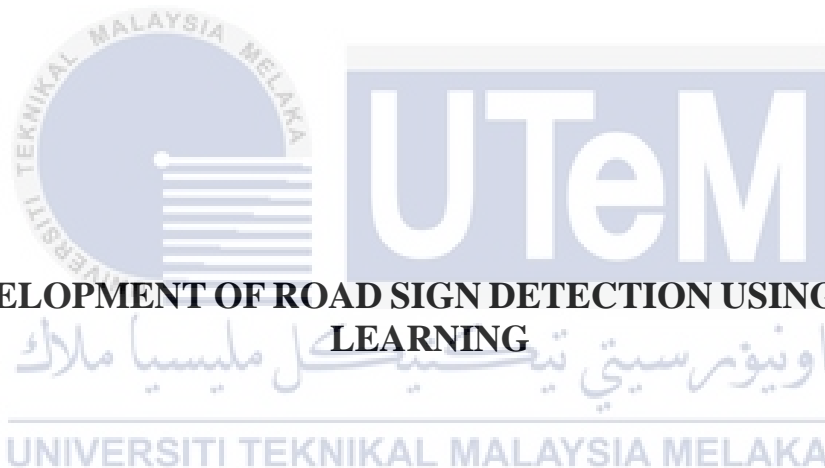 UNIVERSITI TEKNIKAL MALAYSIA MELAKA
UTeM
ELOPMENT OF ROAD SIGN DETECTION USING
LEARNING
اونيۏرسيتي تيكنيكل مليسيا ملاك
UNIVERSITI TEKNIKAL MALAYSIA MELAKA